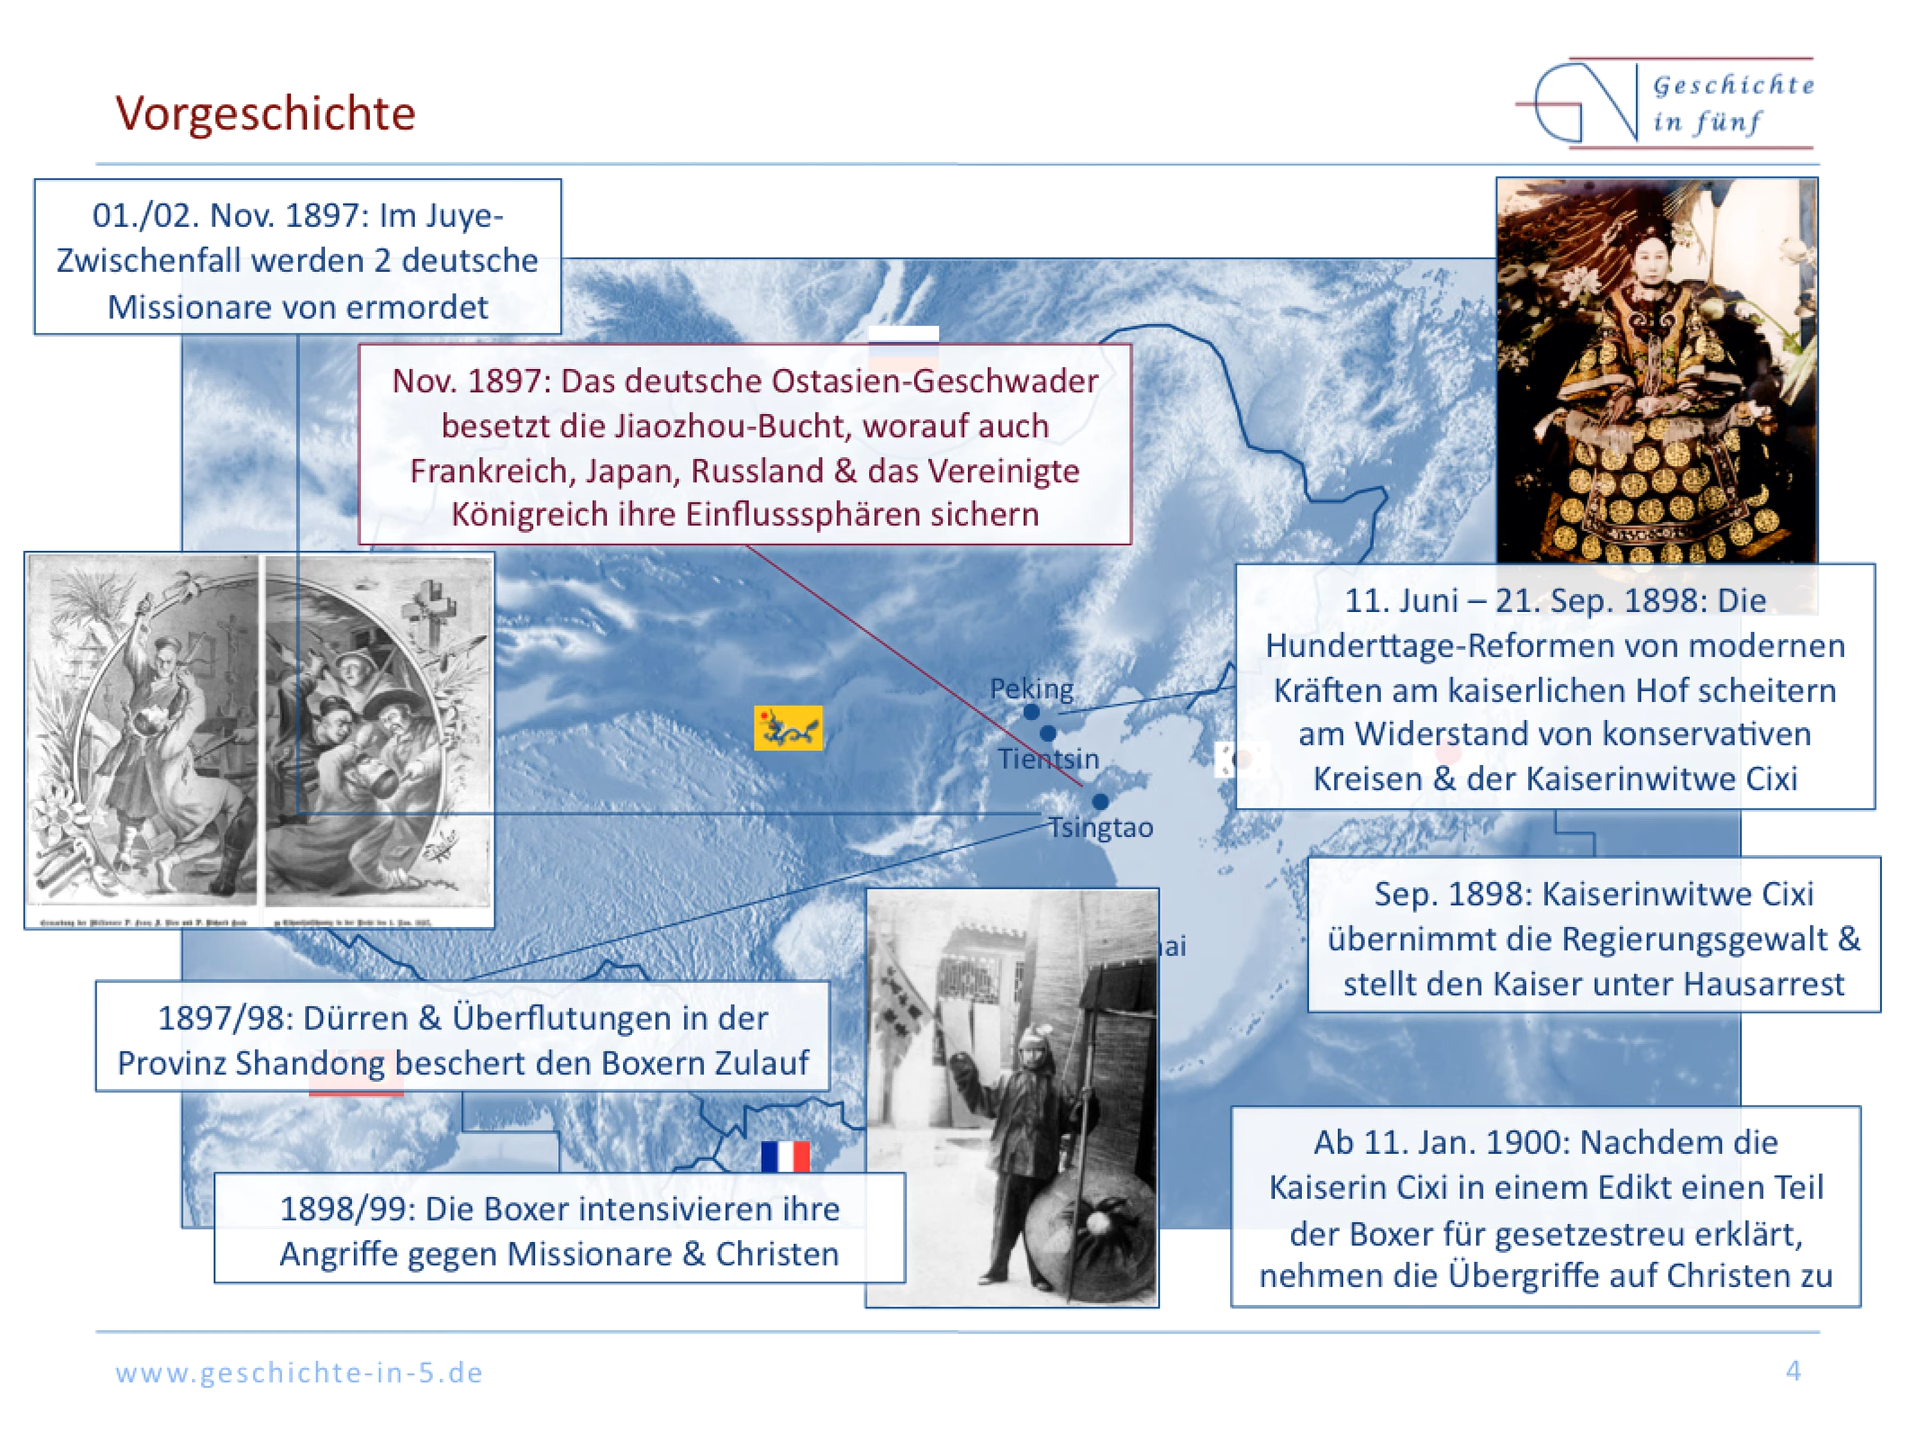 Vorgeschichte
Geschichte
in fünf
01./02. Nov. 1897: Im Juye-
Zwischenfall werden 2 deutsche
Missionare von ermordet
Nov. 1897: Das deutsche Ostasien-Geschwader
besetzt die Jiaozhou-Bucht, worauf auch
Frankreich, Japan, Russland & das Vereinigte
Königreich ihre Einflusssphären sichern
11. Juni – 21. Sep. 1898: Die
Hunderttage-Reformen von modernen
Kräften am kaiserlichen Hof scheitern
am Widerstand von konservativen
Kreisen & der Kaiserinwitwe Cixi
Peking
Tientsin
Tsingtao
hai
Sep. 1898: Kaiserinwitwe Cixi
übernimmt die Regierungsgewalt &
stellt den Kaiser unter Hausarrest
1897/98: Dürren & Überflutungen in der
Provinz Shandong beschert den Boxern Zulauf
1898/99: Die Boxer intensivieren ihre
Angriffe gegen Missionare & Christen
Ab 11. Jan. 1900: Nachdem die
Kaiserin Cixi in einem Edikt einen Teil
der Boxer für gesetzestreu erklärt,
nehmen die Übergriffe auf Christen zu
www.geschichte-in-5.de
4